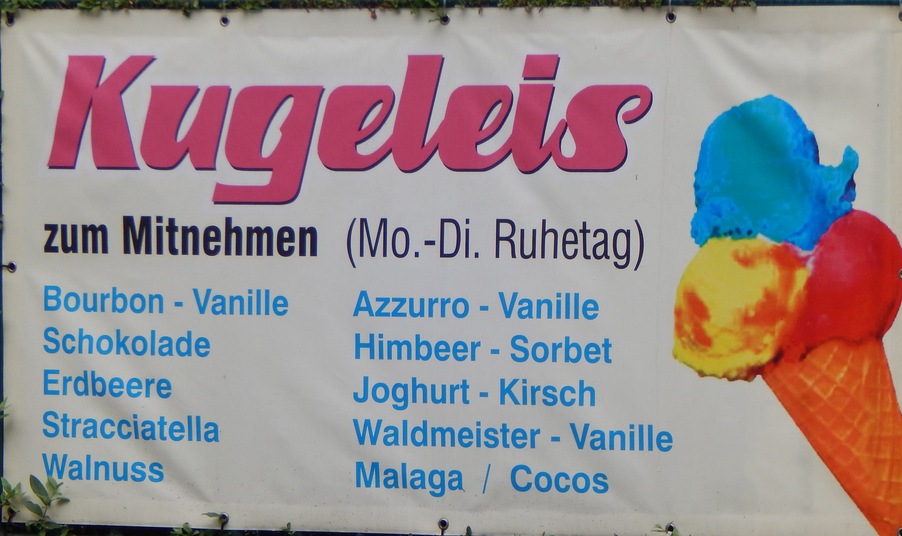 Kugeleis
zum Mitnehmen (Mo.-Di. Ruhetag)
Bourbon - Vanille
Schokolade
Erdbeere
Stracciatella
Walnuss
Azzurro - Vanille
Himbeer - Sorbet
Joghurt - Kirsch
Waldmeister - Vanille
Malaga / Cocos